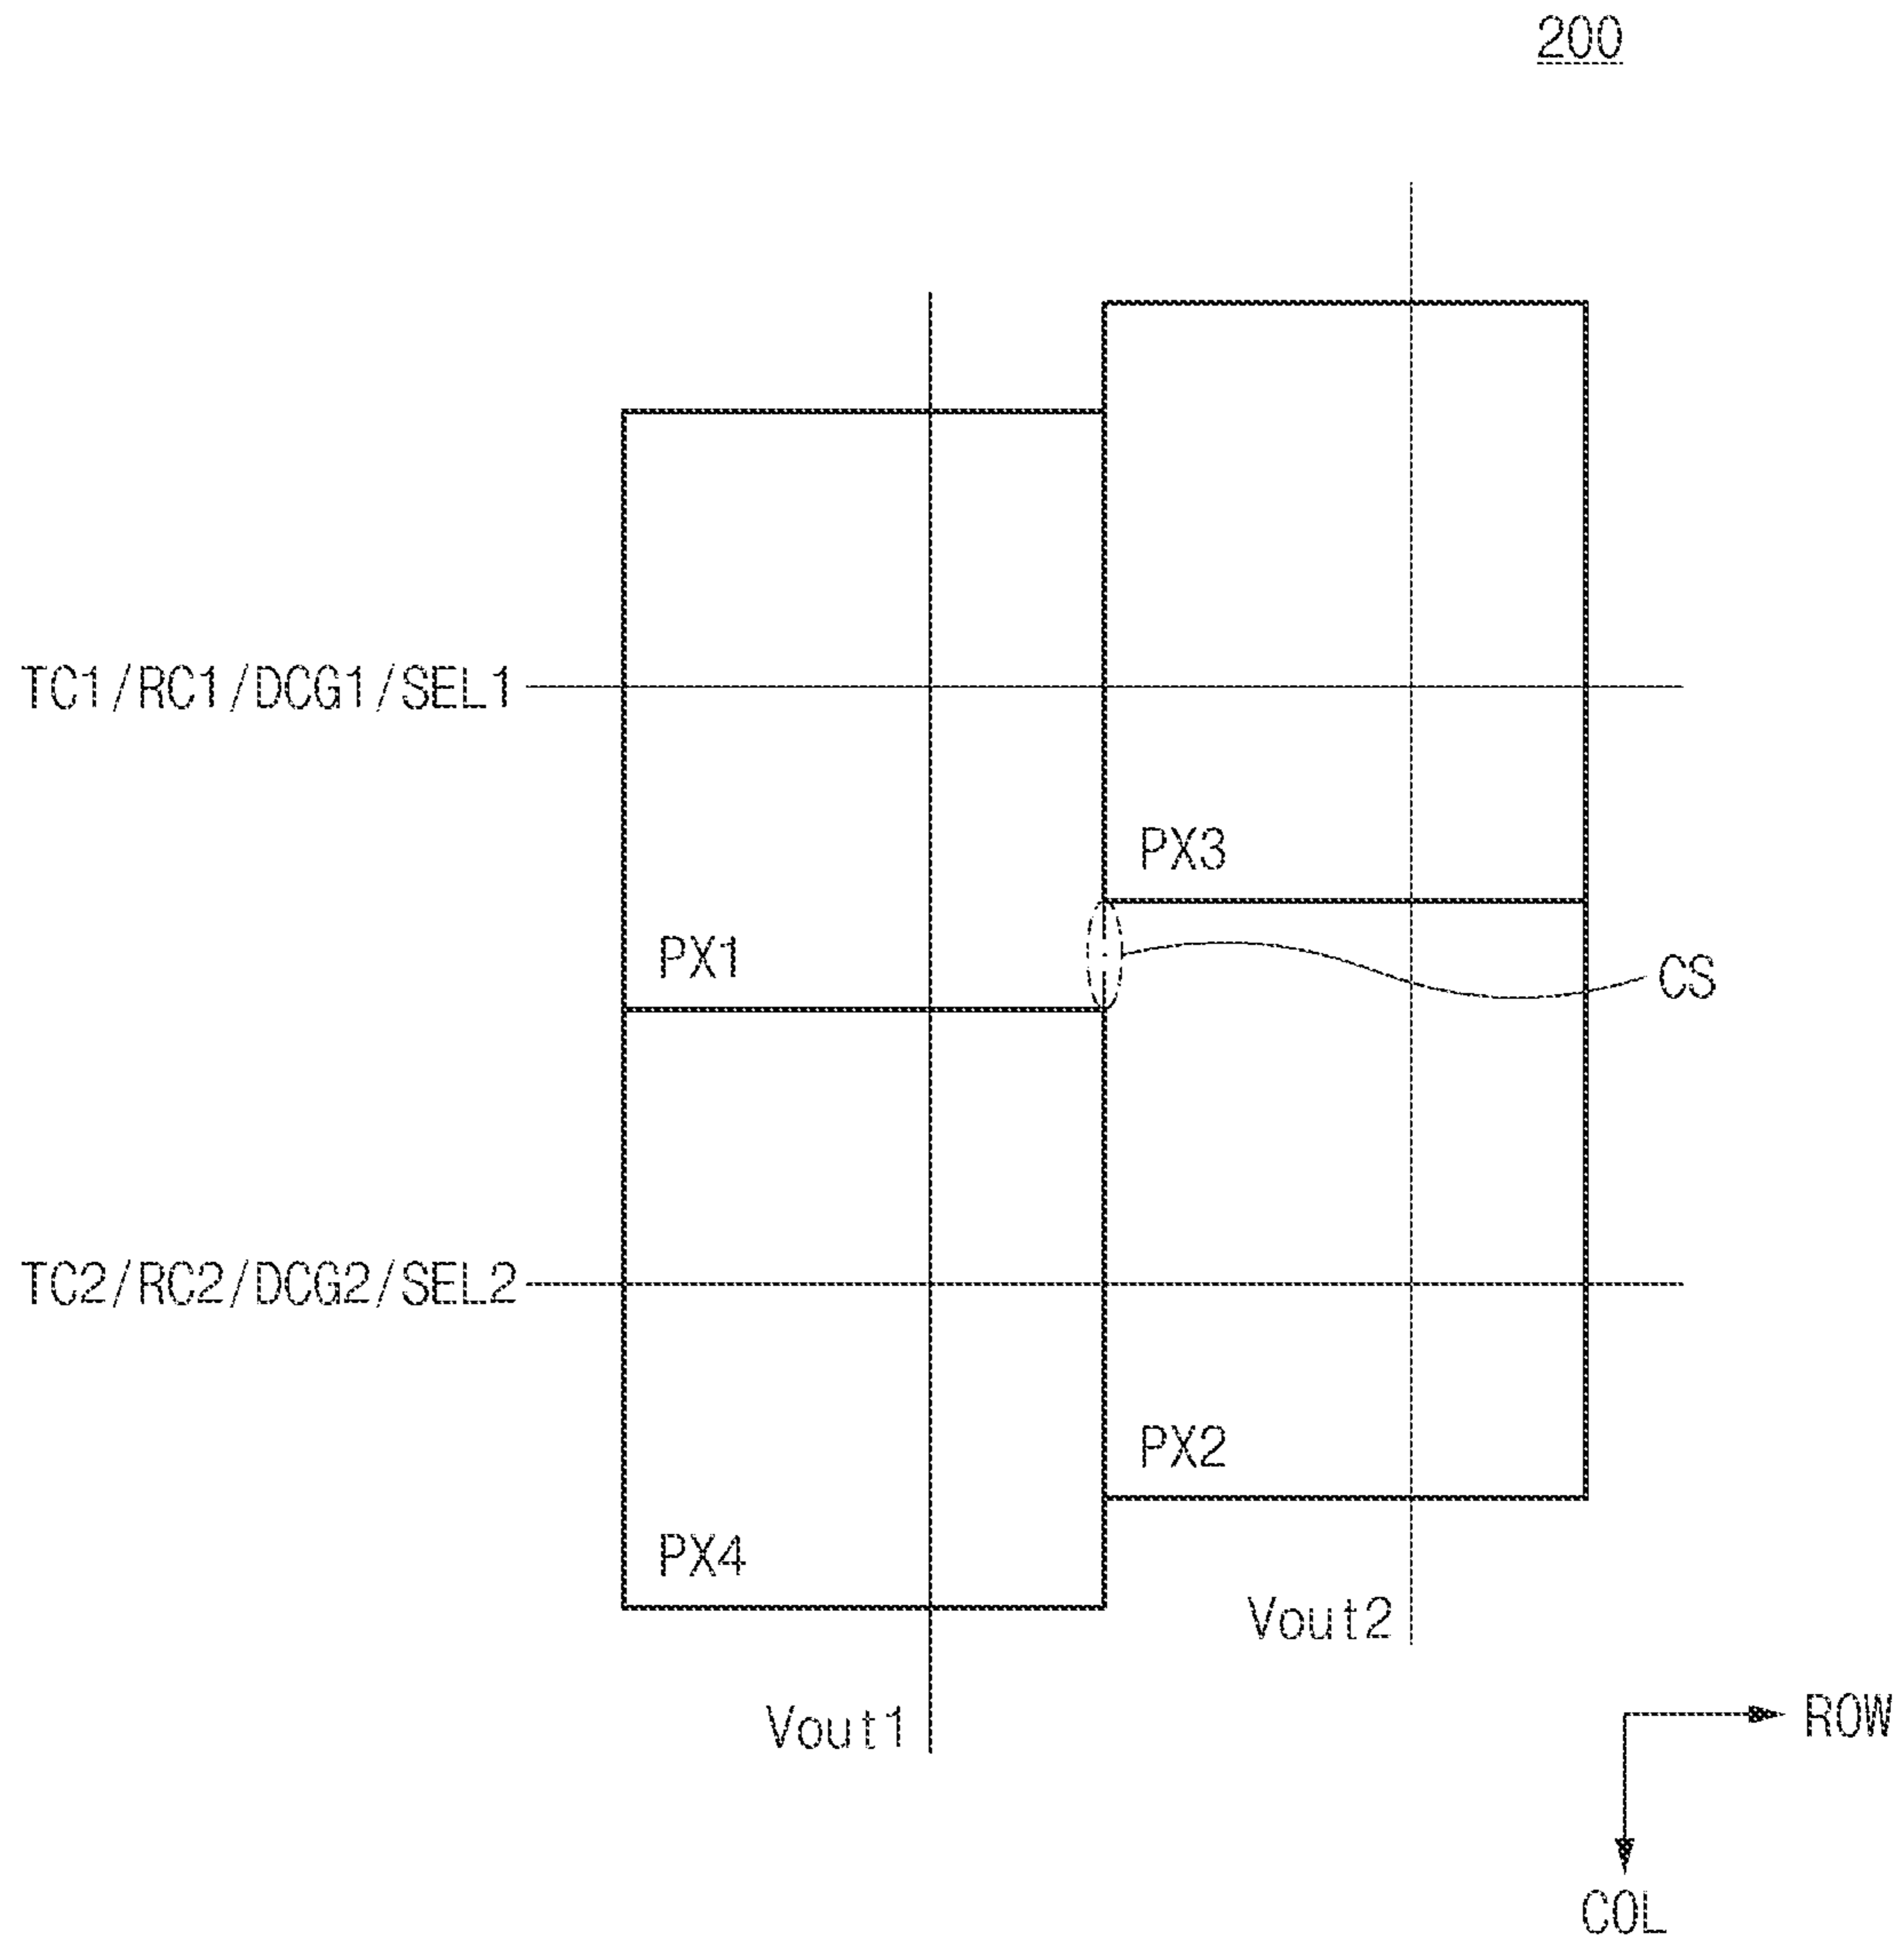 200
TC1/RC1/DCG1/SEL1
PX3
PX1
CS
TC2/RC2/DCG2/SEL2
PX2
PX4
Vout2
Vout1
ROW
COL